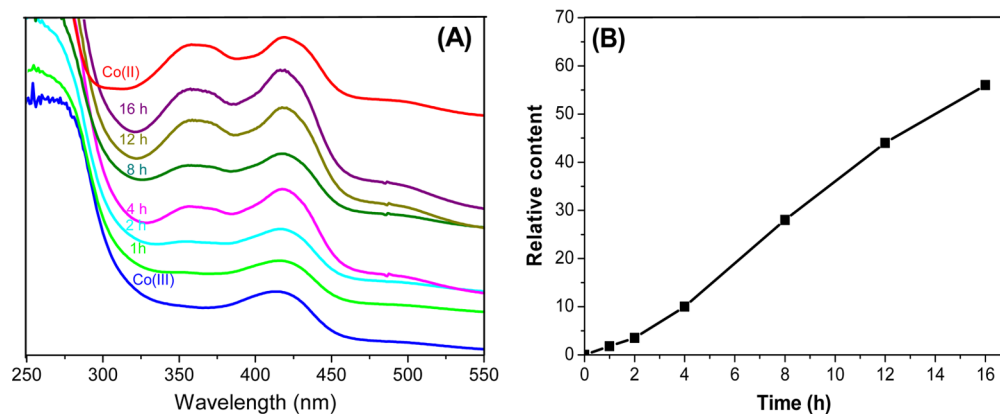 (A)
Co(II)
16 h
12 h
8 h
4 h
2 h
1h
Co(III)
250 300 350 400 450 500 550
Wavelength (nm)
(B)
70
60
50
40
30
20
10
0
Relative content
0 2 4 6 8 10 12 14 16
Time (h)